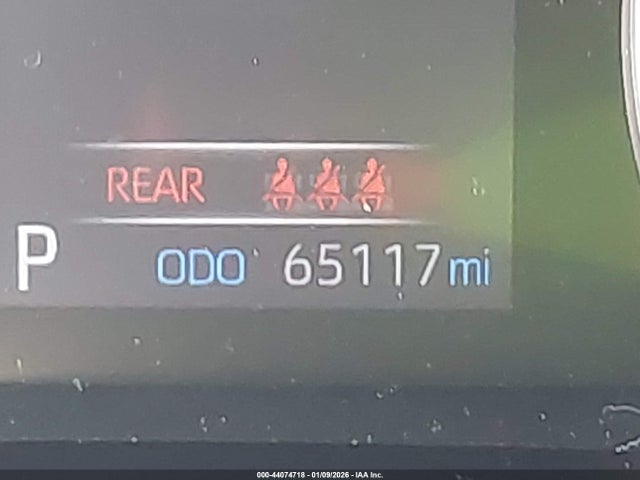 REAR
P ODO 65117 mi
000-44074718 - 01/09/2026 - IAA Inc.